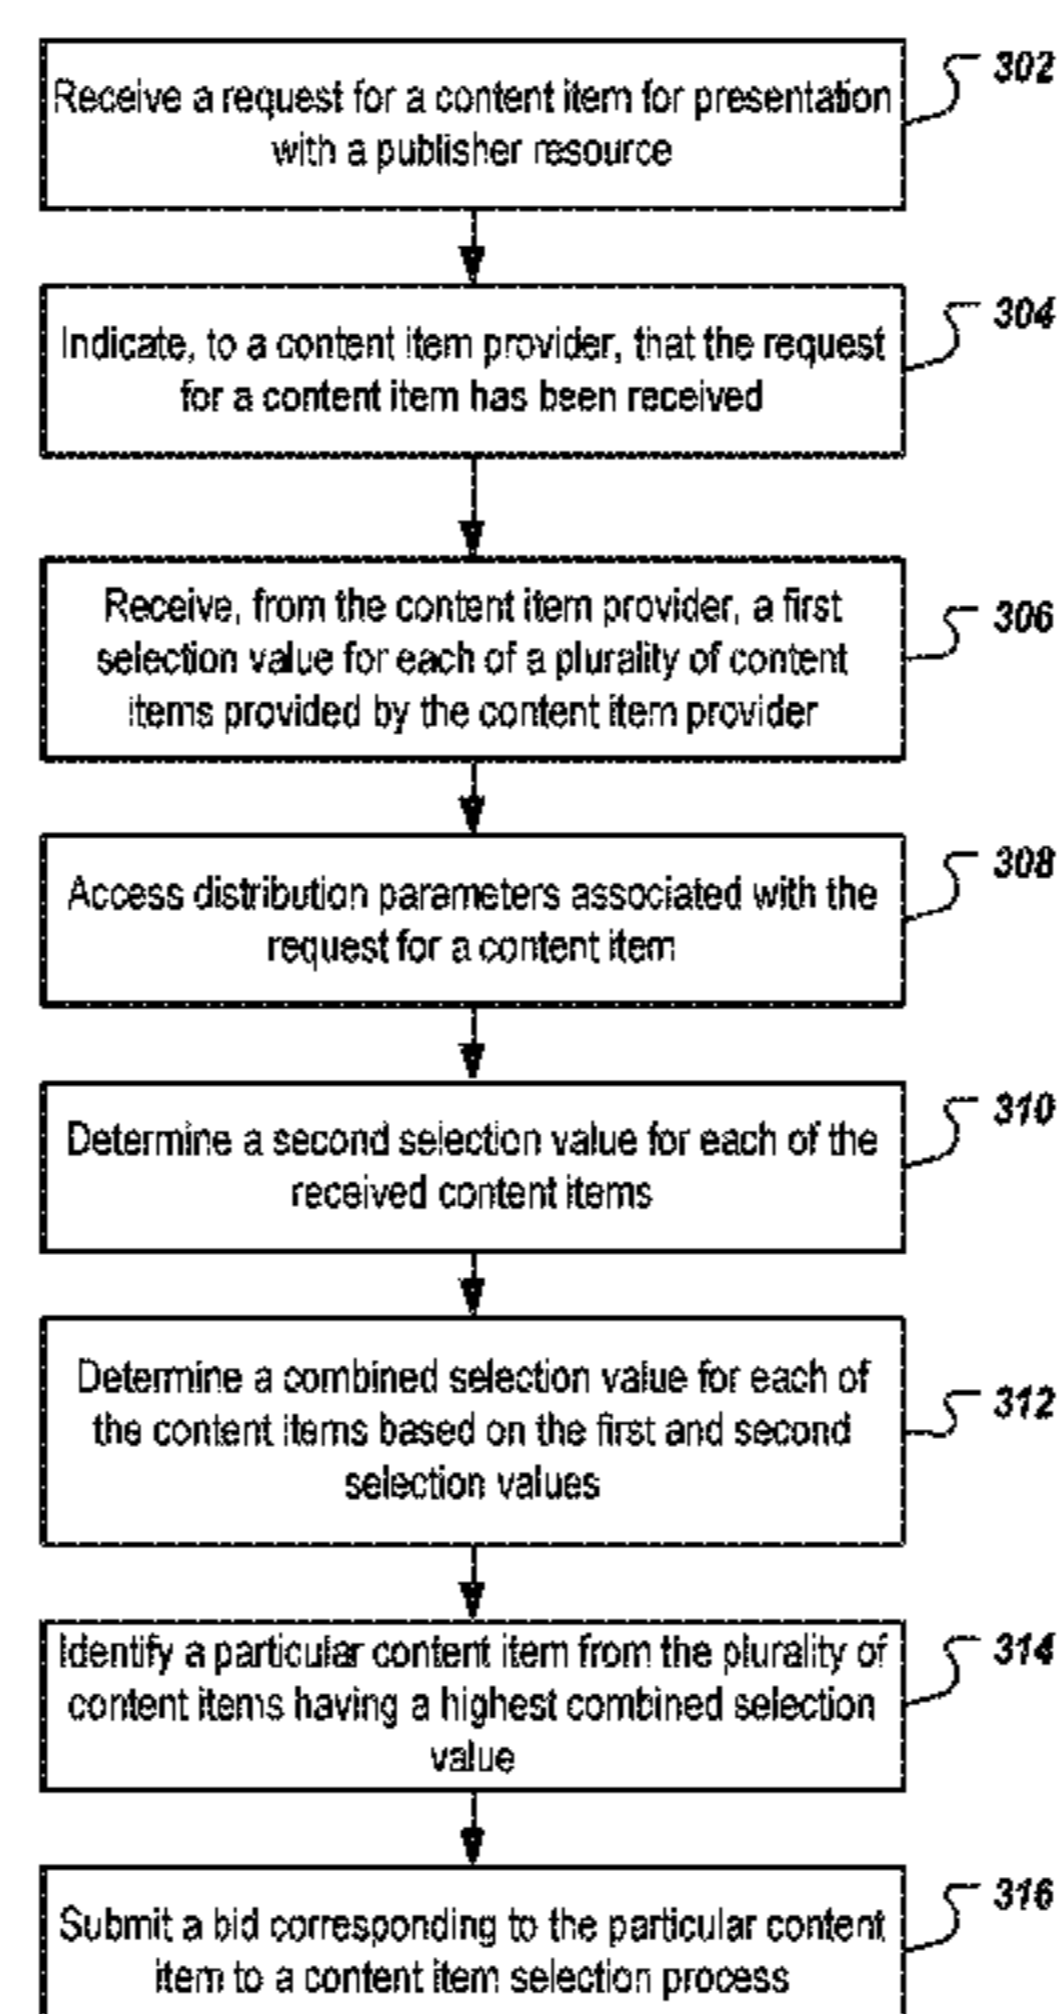 Receive a request for a content item for presentation
with a publisher resource
302
Indicate, to a content item provider, that the request
for a content item has been received
304
Receive, from the content item provider, a first
selection value for each of a plurality of content
items provided by the content item provider
306
Access distribution parameters associated with the
request for a content item
308
Determine a second selection value for each of the
received content items
310
Determine a combined selection value for each of
the content items based on the first and second
selection values
312
Identify a particular content item from the plurality of
content items having a highest combined selection
value
314
Submit a bid corresponding to the particular content
item to a content item selection process
316